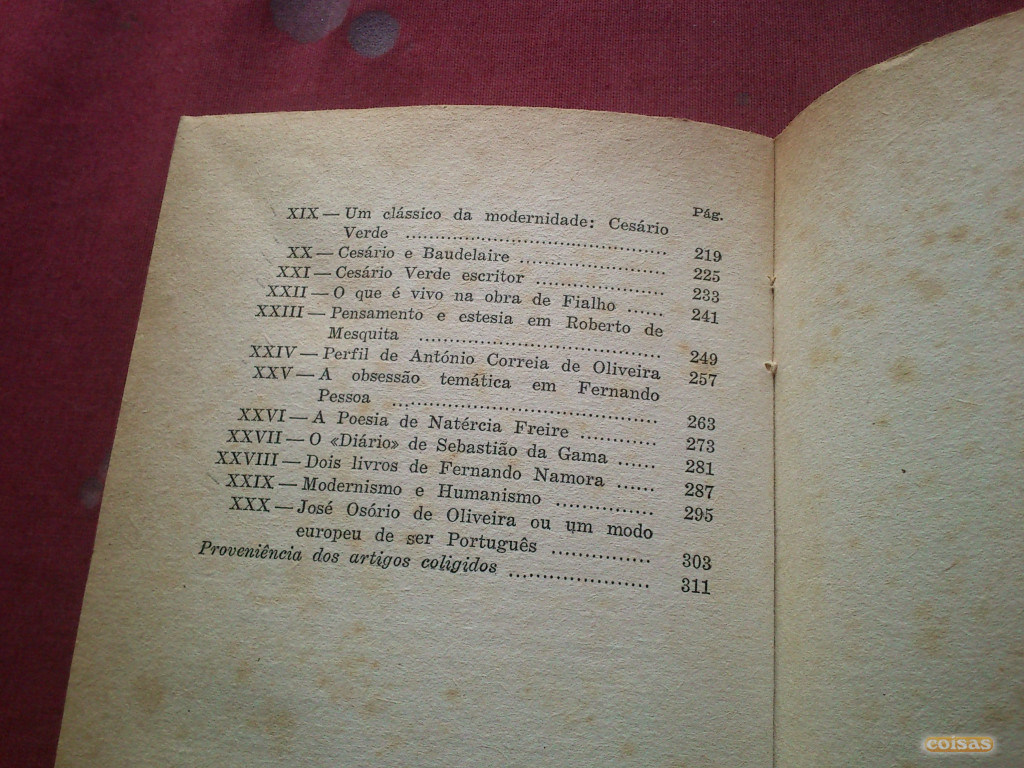 Pág.
XIX — Um clássico da modernidade: Cesário
Verde ........................................... 219
XX — Cesário e Baudelaire ........................ 225
XXI — Cesário Verde escritor ..................... 233
XXII — O que é vivo na obra de Fialho ...... 241
XXIII — Pensamento e estesia em Roberto de
Mesquita ........................................ 249
XXIV — Perfil de António Correia de Oliveira 257
XXV — A obsessão temática em Fernando
Pessoa ........................................... 263
XXVI — A Poesia de Natércia Freire ............ 273
XXVII — O «Diário» de Sebastião da Gama ...... 281
XXVIII — Dois livros de Fernando Namora ...... 287
XXIX — Modernismo e Humanismo ............... 295
XXX — José Osório de Oliveira ou um modo
europeu de ser Português ............... 303
Proveniência dos artigos coligidos ..................... 311
coisas